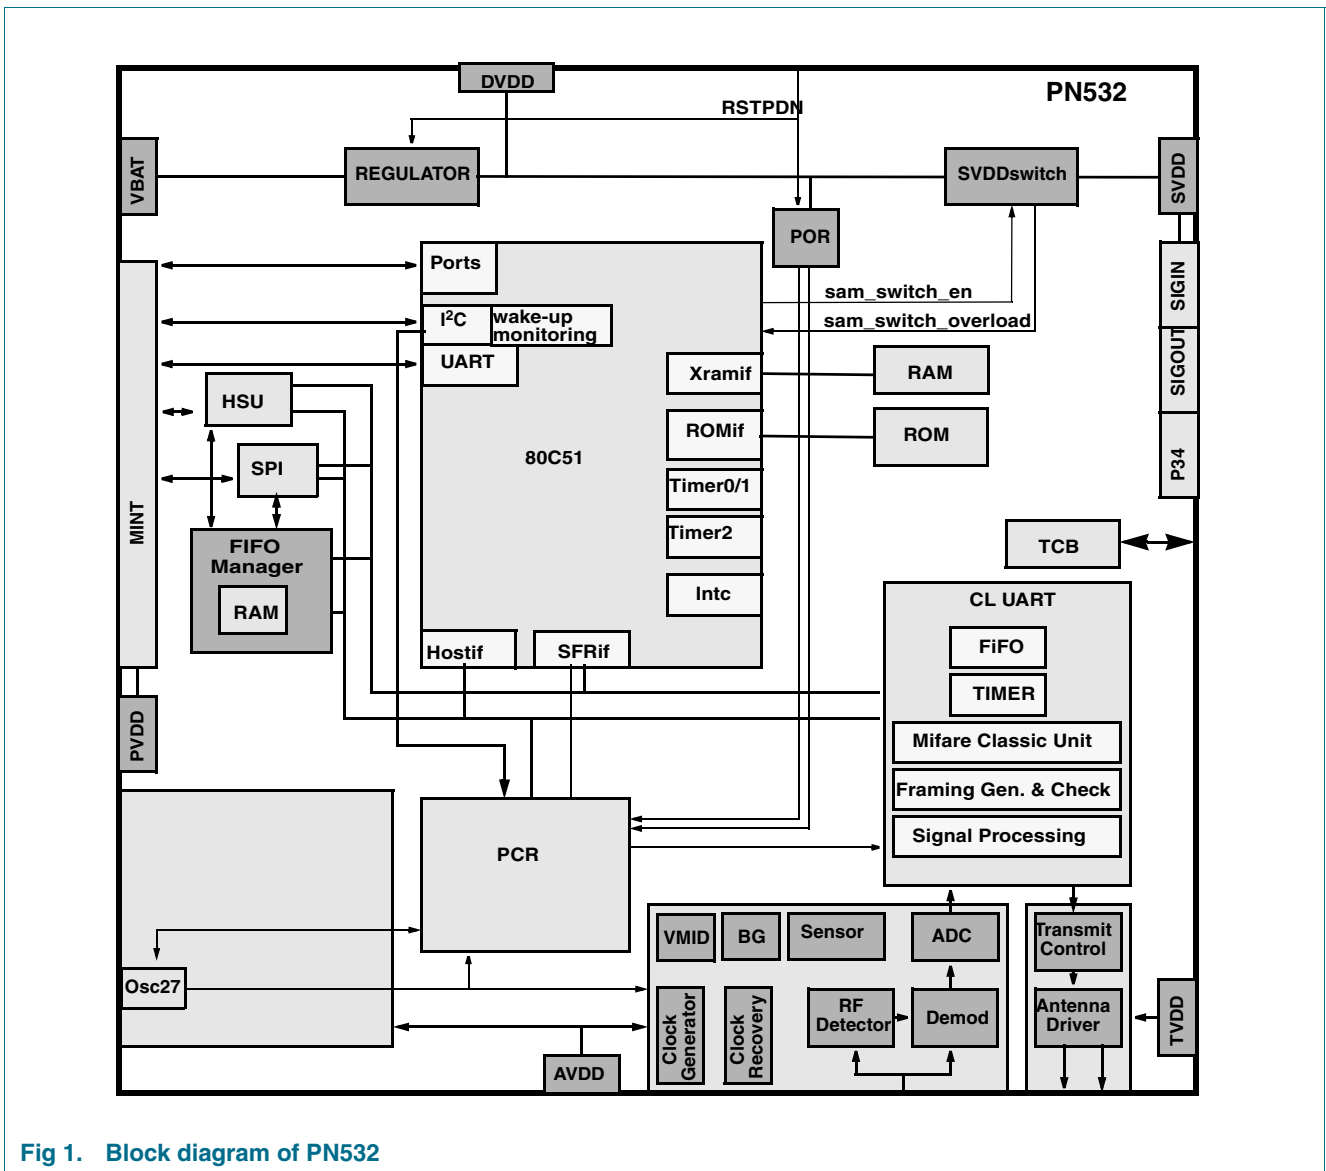 DVDD
PN532
RSTPDN
VBAT
REGULATOR
SVDDswitch
SVDD
POR
Ports
sam_switch_en
SIGIN
I²C
wake-up
monitoring
sam_switch_overload
UART
Xramif
RAM
SIGOUT
HSU
ROMif
ROM
80C51
SPI
P34
Timer0/1
MINT
Timer2
FIFO
Manager
TCB
RAM
Intc
CL UART
Hostif
SFRif
FiFO
TIMER
PVDD
Mifare Classic Unit
Framing Gen. & Check
Signal Processing
PCR
VMID
BG
Sensor
ADC
Transmit
Control
Osc27
Clock
Generator
Clock
Recovery
RF
Detector
Demod
Antenna
Driver
TVDD
AVDD
Fig 1. Block diagram of PN532